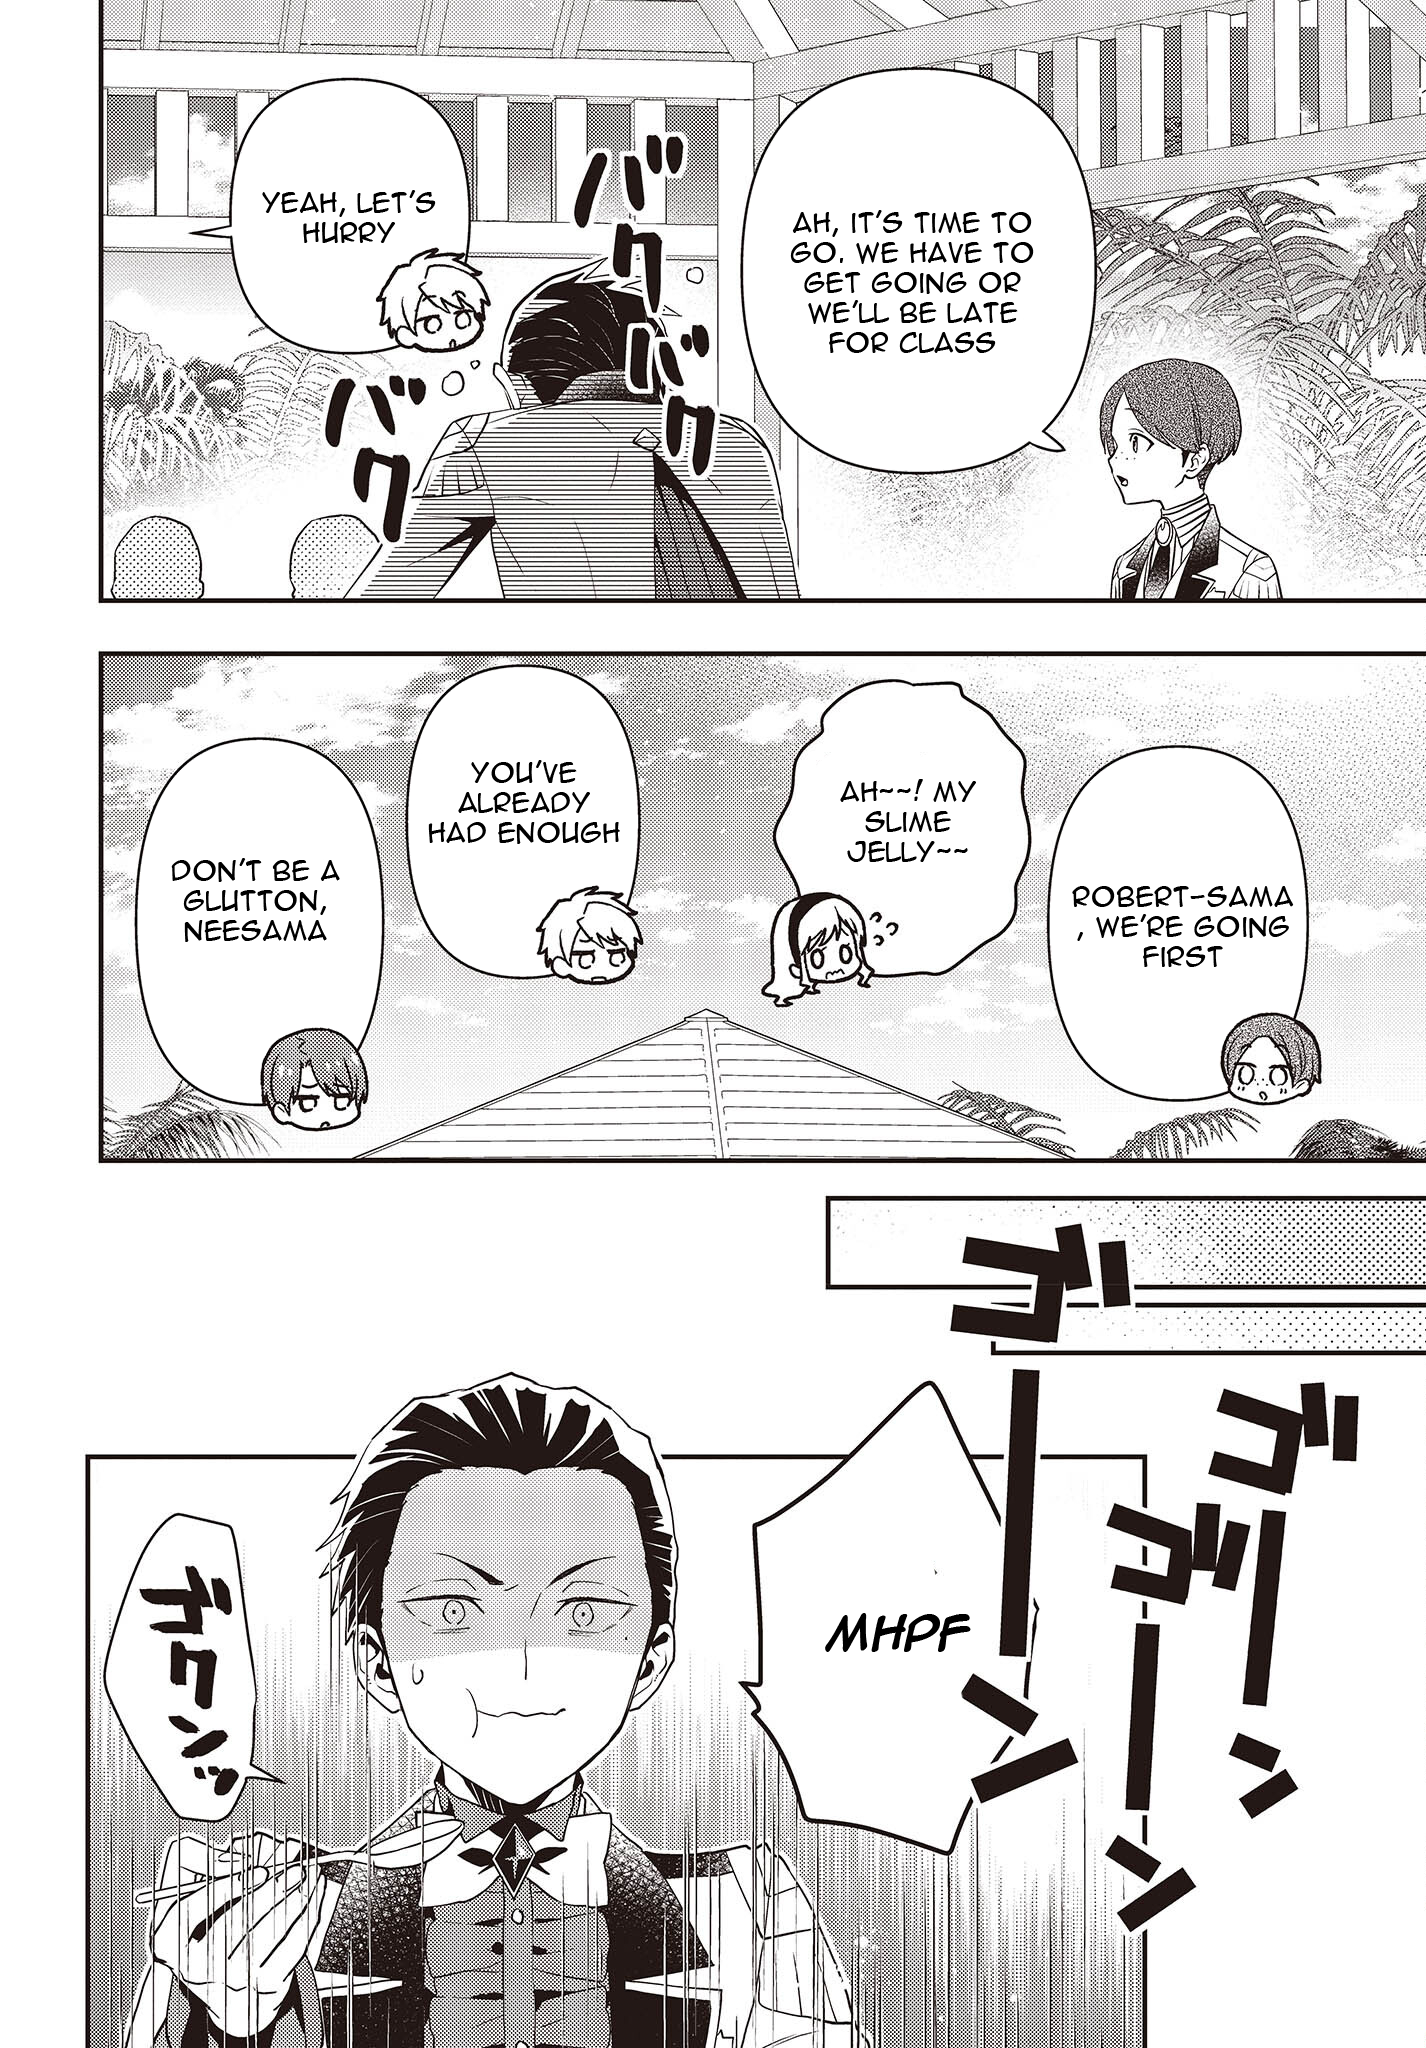 AH, IT'S TIME TO
GO. WE HAVE TO
GET GOING OR
WE'LL BE LATE
FOR CLASS
YEAH, LET'S
HURRY
バク
バク
ROBERT-SAMA
, WE'RE GOING
FIRST
AH~~! MY
SLIME
JELLY~~
YOU'VE
ALREADY
HAD ENOUGH
DON'T BE A
GLUTTON,
NEESAMA
ゴーン
ゴーン
ゴーン
MHPF
ゴクンッ